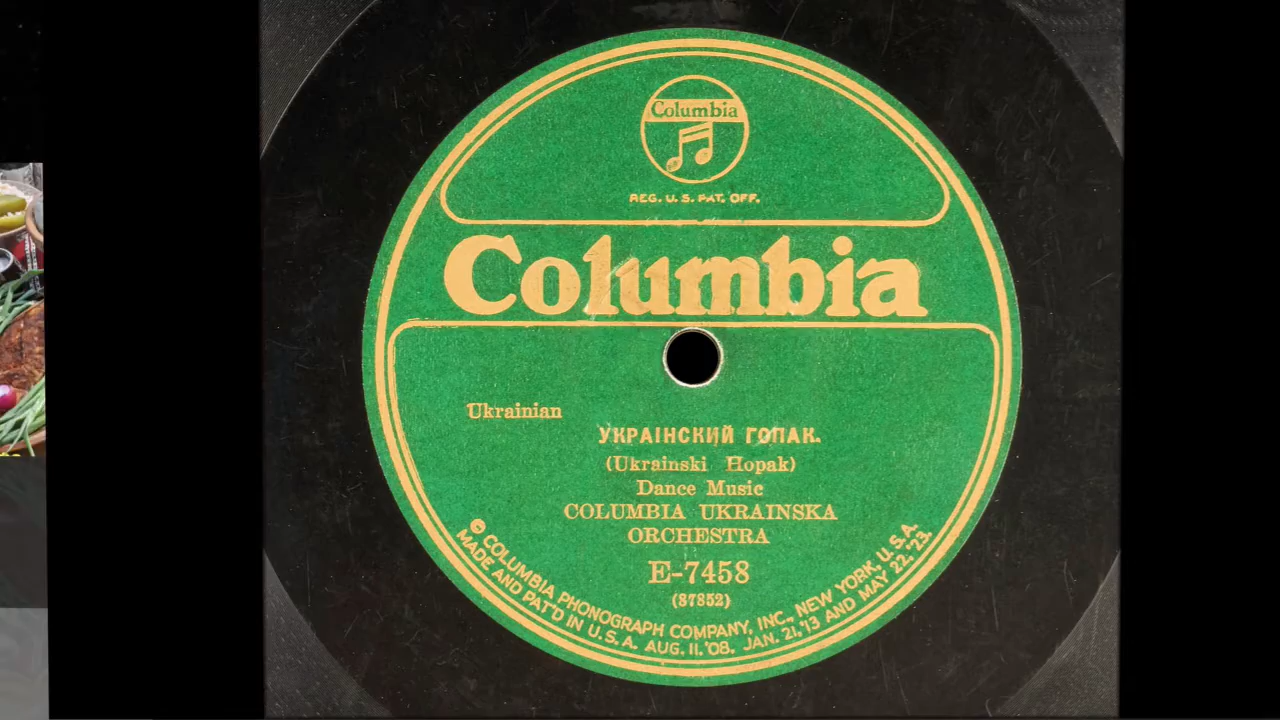 Columbia
REG. U. S. PAT. OFF.
Columbia
Ukrainian
УКРАІНСКИЙ ГОПАК.
(Ukrainski Hopak)
Dance Music
COLUMBIA UKRAINSKA
ORCHESTRA
E-7458
(87852)
© COLUMBIA PHONOGRAPH COMPANY, INC., NEW YORK, U. S. A.
MADE AND PAT'D IN U. S. A. AUG. 11, '08. JAN. 21, '13 AND MAY 22, '23.